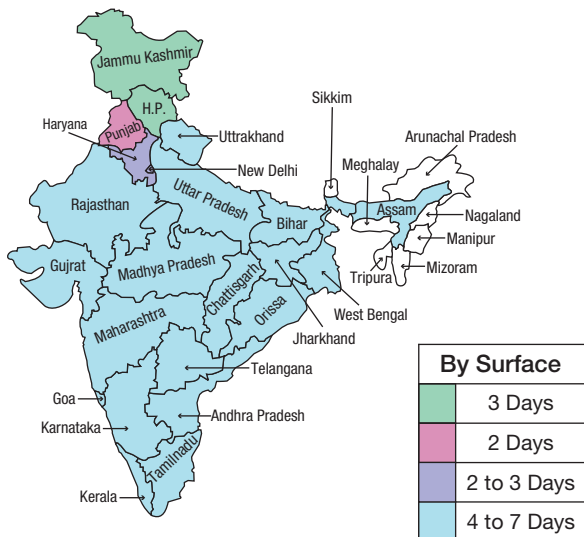 Jammu Kashmir
H.P.
Punjab
Haryana
Uttrakhand
New Delhi
Sikkim
Arunachal Pradesh
Meghalay
Rajasthan
Uttar Pradesh
Bihar
Assam
Nagaland
Manipur
Mizoram
Tripura
Gujrat
Madhya Pradesh
Chattisgarh
Orissa
West Bengal
Jharkhand
Maharashtra
Telangana
Goa
Karnataka
Andhra Pradesh
Tamilnadu
Kerala
By Surface
3 Days
2 Days
2 to 3 Days
4 to 7 Days